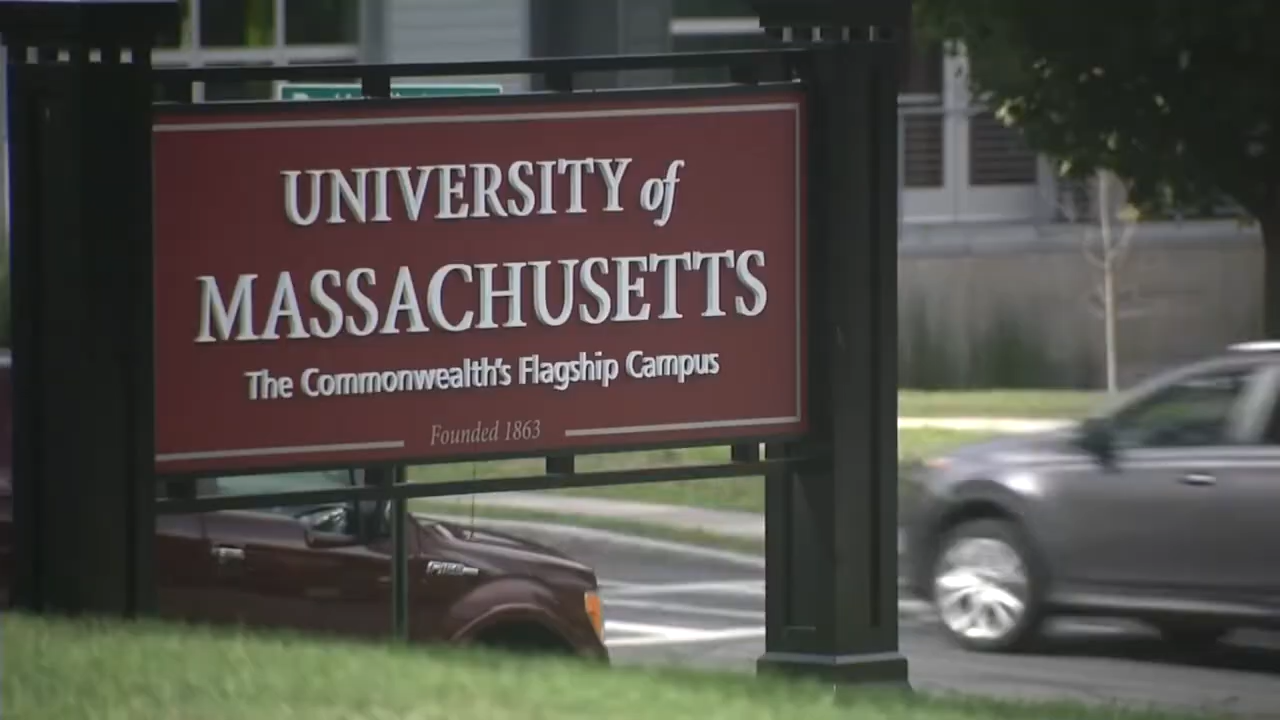 UNIVERSITY of
MASSACHUSETTS
The Commonwealth's Flagship Campus
Founded 1863